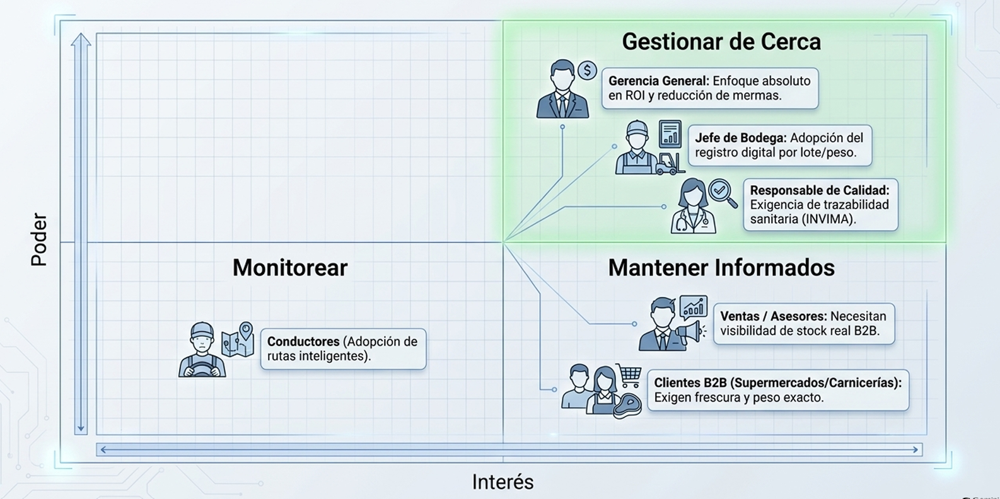 Gestionar de Cerca
$
Gerencia General: Enfoque absoluto
en ROI y reducción de mermas.
Jefe de Bodega: Adopción del
registro digital por lote/peso.
Responsable de Calidad:
Exigencia de trazabilidad
sanitaria (INVIMA).
Poder
Monitorear
Conductores (Adopción de
rutas inteligentes).
Mantener Informados
Ventas / Asesores: Necesitan
visibilidad de stock real B2B.
Clientes B2B (Supermercados/Carnicerías):
Exigen frescura y peso exacto.
Interés